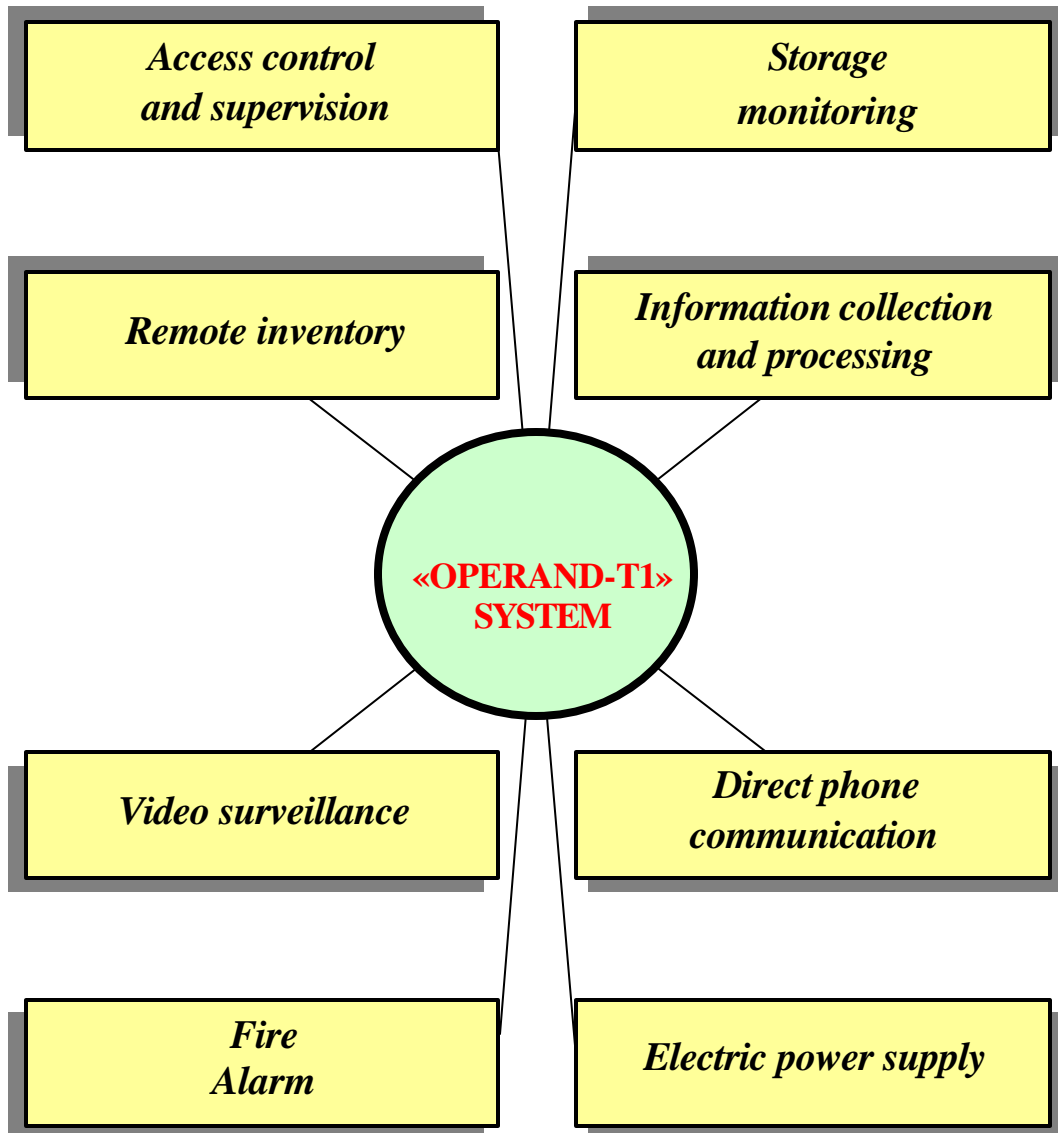 Access control
and supervision
Storage
monitoring
Remote inventory
Information collection
and processing
«OPERAND-T1»
SYSTEM
Video surveillance
Direct phone
communication
Fire
Alarm
Electric power supply